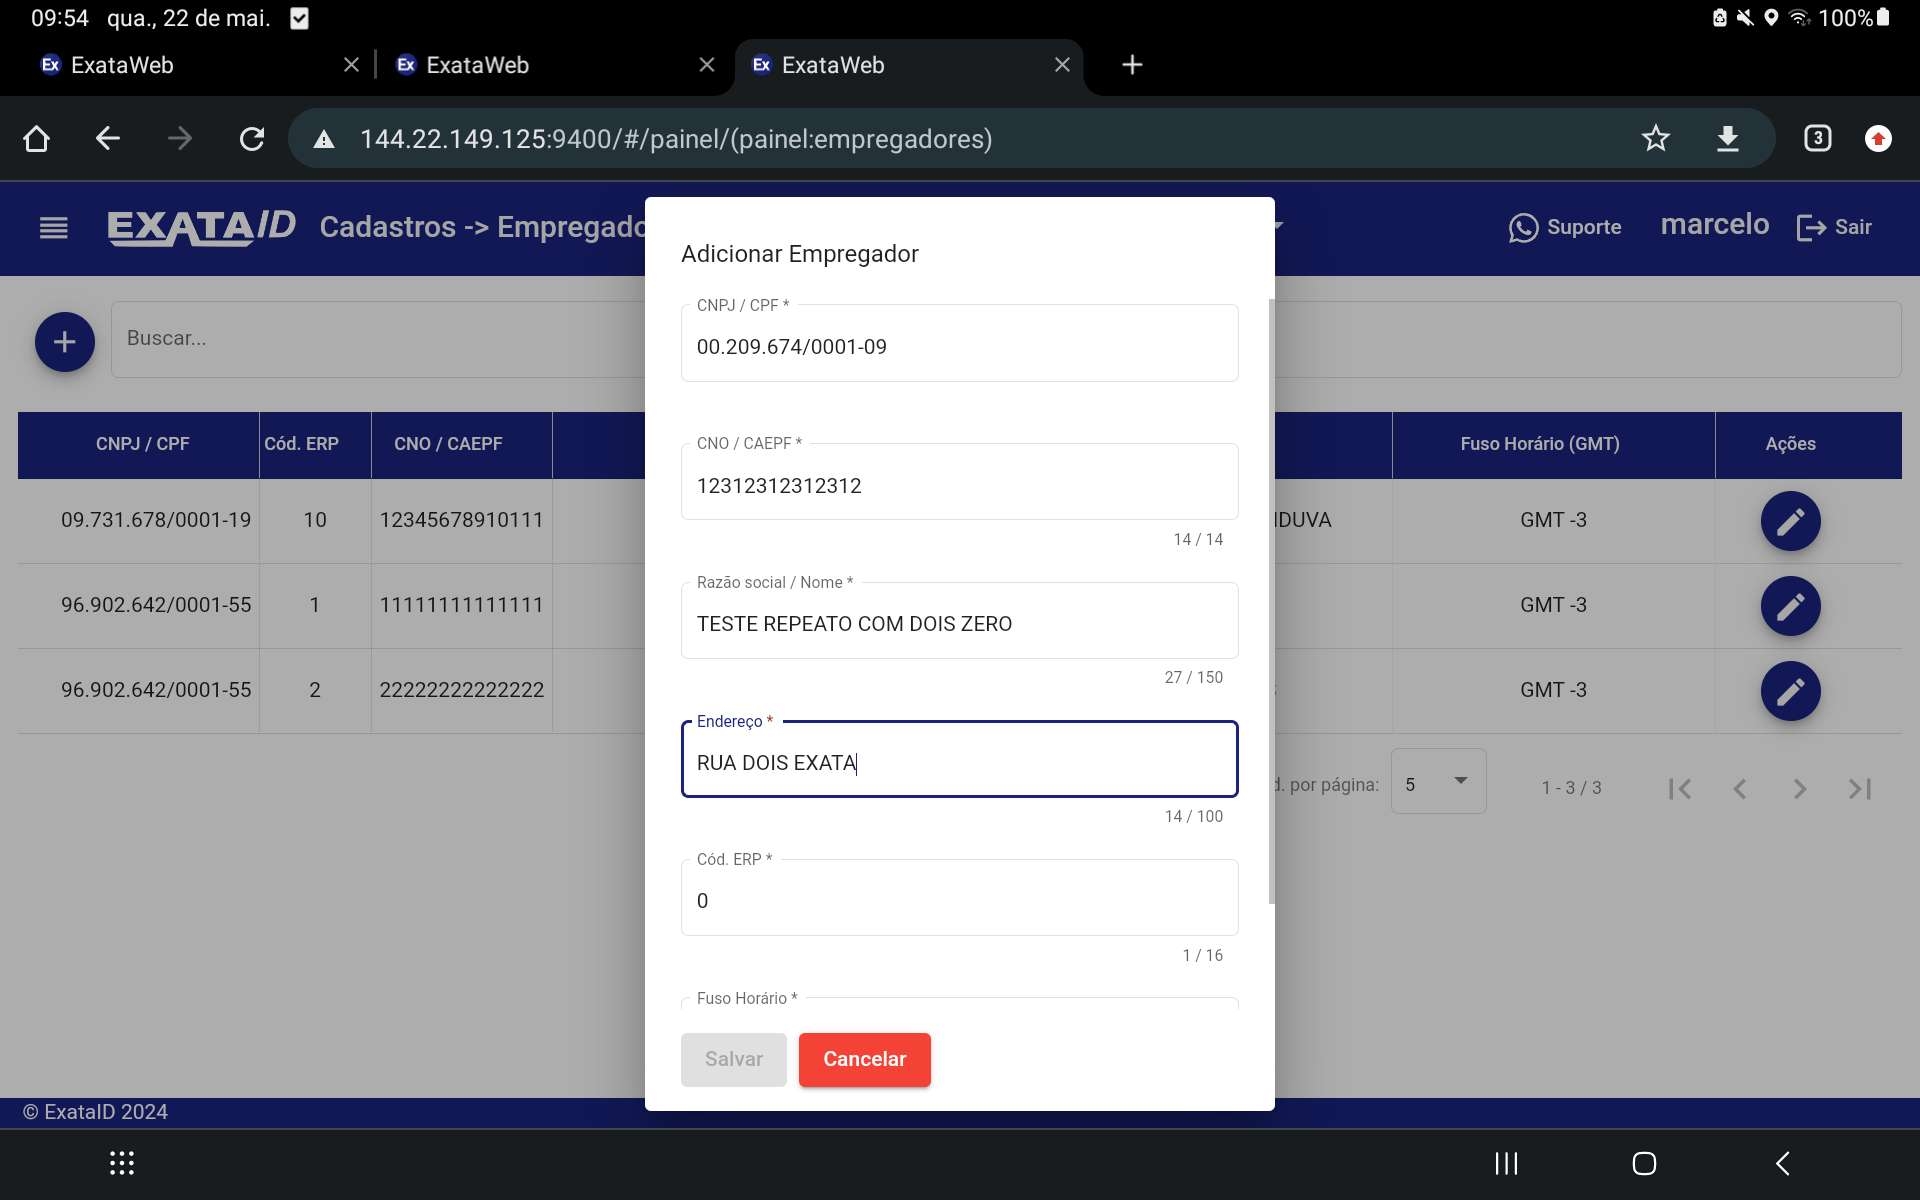 09:54 qua., 22 de mai. 100%
Ex ExataWeb Ex ExataWeb Ex ExataWeb
144.22.149.125:9400/#/painel/(painel:empregadores) 3
EXATAID Cadastros -> Empregado Suporte marcelo Sair
Adicionar Empregador
CNPJ / CPF *
00.209.674/0001-09
CNO / CAEPF *
12312312312312
14 / 14
Razão social / Nome *
TESTE REPEATO COM DOIS ZERO
27 / 150
Endereço *
RUA DOIS EXATA
14 / 100
Cód. ERP *
0
1 / 16
Fuso Horário *
Salvar Cancelar
Buscar...
CNPJ / CPF Cód. ERP CNO / CAEPF Fuso Horário (GMT) Ações
09.731.678/0001-19 10 12345678910111 DUVA GMT -3
96.902.642/0001-55 1 11111111111111 GMT -3
96.902.642/0001-55 2 22222222222222 GMT -3
d. por página: 5 1 - 3 / 3
© ExataID 2024